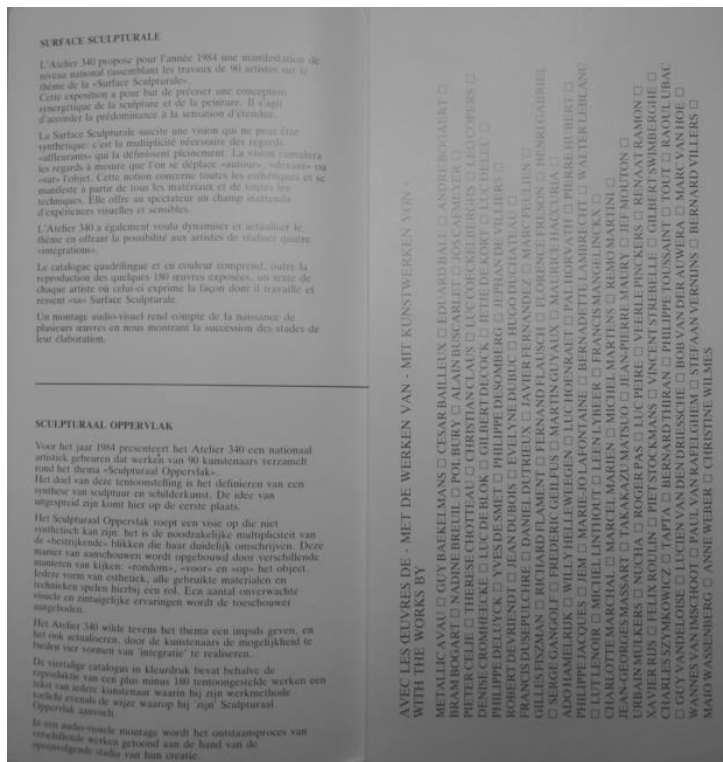 SURFACE SCULPTURALE
L'Atelier 340 propose pour l'année 1984 une manifestation de
niveau national rassemblant les travaux de 90 artistes sur le
thème de la «Surface Sculpturale».
Cette exposition a pour but de préciser une conception
synergétique de la sculpture et de la peinture. Il s'agit
d'accorder la prédominance à la sensation d'étendue.
La Surface Sculpturale suscite une vision qui ne peut être
synthétique: c'est la multiplicité nécessaire des regards
«affleurants» qui la définissent pleinement. La vision cumulera
les regards à mesure que l'on se déplace «autour», «devant» ou
«sur» l'objet. Cette notion concerne toutes les esthétiques et se
manifeste à partir de tous les matériaux et de toutes les
techniques. Elle offre au spectateur un champ inattendu
d'expériences visuelles et sensibles.
L'Atelier 340 a également voulu dynamiser et actualiser le
thème en offrant la possibilité aux artistes de réaliser quatre
«intégrations».
Le catalogue quadrilingue et en couleur comprend, outre la
reproduction des quelques 180 œuvres exposées, un texte de
chaque artiste où celui-ci exprime la façon dont il travaille et
ressent «sa» Surface Sculpturale.
Un montage audio-visuel rend compte de la naissance de
plusieurs œuvres en nous montrant la succession des stades de
leur élaboration.
SCULPTURAAL OPPERVLAK
Voor het jaar 1984 presenteert het Atelier 340 een nationaal
artistiek gebeuren dat werken van 90 kunstenaars verzamelt
rond het thema «Sculpturaal Oppervlak».
Het doel van deze tentoonstelling is het definieren van een
synthese van sculptuur en schilderkunst. De idee van
uitgespreid zijn komt hier op de eerste plaats.
Het Sculpturaal Oppervlak roept een visie op die niet
synthetisch kan zijn: het is de noodzakelijke multipliciteit van
de «bestrijkende» blikken die haar duidelijk omschrijven. Deze
manier van aanschouwen wordt opgebouwd door verschillende
manieren van kijken: «rondom», «voor» en «op» het object.
Iedere vorm van esthetiek, alle gebruikte materialen en
technieken spelen hierbij een rol. Een aantal onverwachte
visuele en zintuigelijke ervaringen wordt de toeschouwer
aangeboden.
Het Atelier 340 wilde tevens het thema een impuls geven, en
het ook actualiseren, door de kunstenaars de mogelijkheid te
bieden vier vormen van 'integratie' te realiseren.
De viertalige catalogus in kleurdruk bevat behalve de
reproduktie van een plus minus 180 tentoongestelde werken een
tekst van iedere kunstenaar waarin hij zijn werkmethode
toelicht evenals de wijze waarop hij 'zijn' Sculpturaal
Oppervlak aanvoelt.
In een audio-visuele montage wordt het ontstaansproces van
verschillende werken getoond aan de hand van de
opeenvolgende stadia van hun creatie.
AVEC LES ŒUVRES DE - MET DE WERKEN VAN - MIT KUNSTWERKEN VON -
WITH THE WORKS BY
METALLIC AVAU □ GUY BAEKELMANS □ CESAR BAILLEUX □ EDUARD BALL □ ANDRE BOGAERT □
BRAM BOGART □ NADINE BREUIL □ POL BURY □ ALAIN BUSCARLET □ JOS CAIMEYER □
PIETER CELIE □ THERESE CHOTTEAU □ CHRISTIAN CLAUS □ LUC COECKELBERGHS □ LEO COPERS □
DENISE CROMHEECKE □ LUC DE BLOK □ GILBERT DECOCK □ JETJE DE KORT □ LUC DELEU □
PHILIPPE DELUYCK □ YVES DE SMET □ PHILIPPE DESOMBERG □ JEPHAN DE VILLIERS □
ROBERT DEVRIENDT □ JEAN DUBOIS □ EVELYNE DUBUC □ HUGO
FRANCIS DUSEPULCHRE □ DANIEL DUTRIEUX □ JAVIER FERNANDEZ □ MARC FEULIEN □
GILLES FISZMAN □ RICHARD FLAMENT □ FERNAND FLAUSCH □ FLORENCE FRESON □ HENRI GABRIEL
□ SERGE GANGOLF □ FREDERIC GEILFUS □ MARTIN GUYAUX □ MAURICE HACCURIA □
ADO HAMELRIJK □ WILLY HELLEWEGEN □ LUC HOENRAET □ PAL HORVATH □ PIERRE HUBERT □
PHILIPPE JACQUES □ JEM □ MARIE-JO LAFONTAINE □ BERNADETTE LAMBRECHT □ WALTER LEBLANC
□ J.J. LENOIR □ MICHEL LINTHOUT □ GEN LYBEER □ FRANCIS MANGELINCKX □
CHARLOTTE MARCHAL □ MARCEL MARIEN □ MICHEL MARTENS □ REMO MARTINI □
JEAN-GEORGES MASSART □ TAKAKAZE MATSUO □ JEAN-PIERRE MAURY □ JEF MOUTON □
URBAIN MULKERS □ NUCHA □ ROGER PAS □ LUC PEIRE □ VEERLE PINCKERS □ RENAAT RAMON □
XAVIER RIJS □ FELIX ROULIN □ PIET STOCKMANS □ VINCENT STREBELLE □ GILBERT SWIMBERGHE □
CHARLES SZYMKOWICZ □ TAPTA □ BERNARD THIRAN □ PHILIPPE TOUSSAINT □ TOUT □ RAOUL UBAC
□ GUY VANDELOISE □ LUTGEN VAN DEN DRIESSCHE □ BOB VAN DER AUWERA □ MARC VAN HOE □
WANNES VAN IMSCHOOT □ PAUL VAN RAFELGHEM □ STEFAAN VERNIJNS □ BERNARD VILLERS □
MAJO WASSENBERG □ ANNE WEBER □ CHRISTINE WILMES